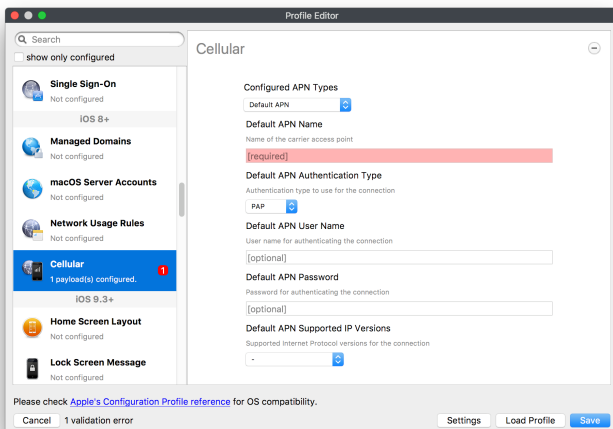 Profile Editor
Search
show only configured
Single Sign-On
Not configured
iOS 8+
Managed Domains
Not configured
macOS Server Accounts
Not configured
Network Usage Rules
Not configured
Cellular
1 payload(s) configured.
1
iOS 9.3+
Home Screen Layout
Not configured
Lock Screen Message
Not configured
Cellular
Configured APN Types
Default APN
Default APN Name
Name of the carrier access point
[required]
Default APN Authentication Type
Authentication type to use for the connection
PAP
Default APN User Name
User name for authenticating the connection
[optional]
Default APN Password
Password for authenticating the connection
[optional]
Default APN Supported IP Versions
Supported Internet Protocol versions for the connection
-
Please check Apple's Configuration Profile reference for OS compatibility.
Cancel 1 validation error Settings Load Profile Save